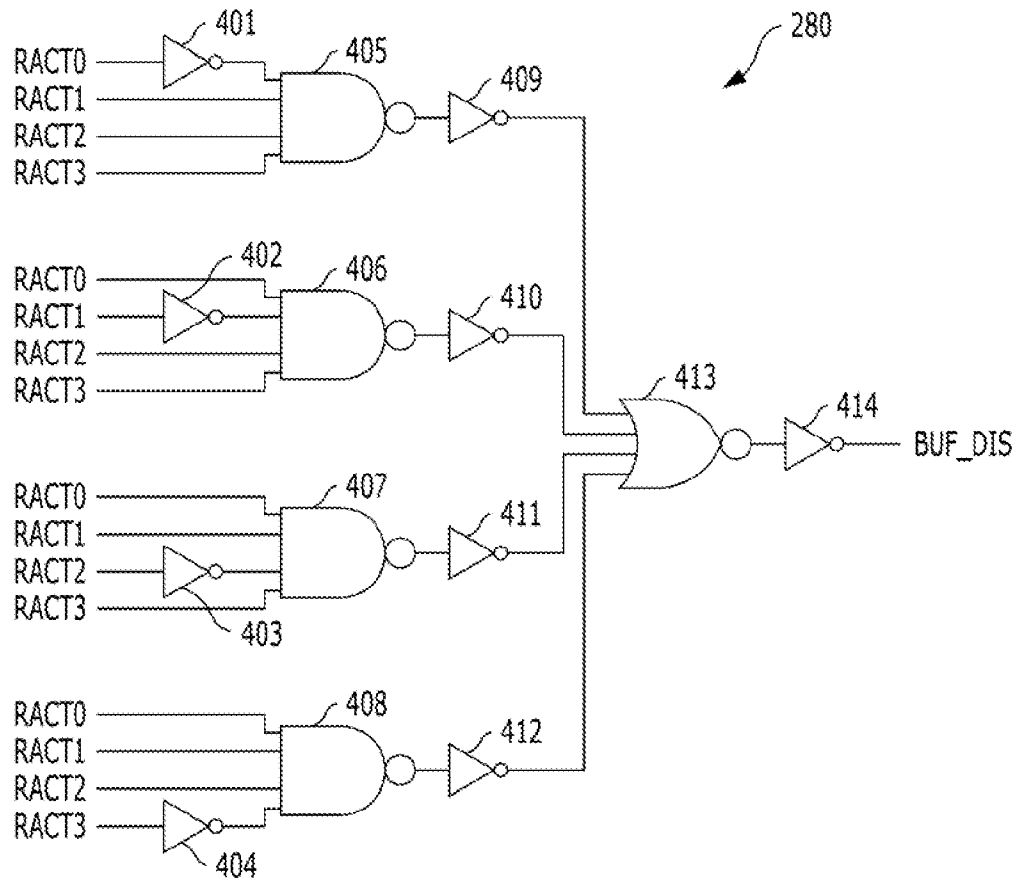 280
401
RACT0
405
RACT1
409
RACT2
RACT3
402
RACT0
406
RACT1
410
RACT2
RACT3
413
414
BUF_DIS
RACT0
407
RACT1
411
RACT2
RACT3
403
RACT0
408
RACT1
412
RACT2
RACT3
404